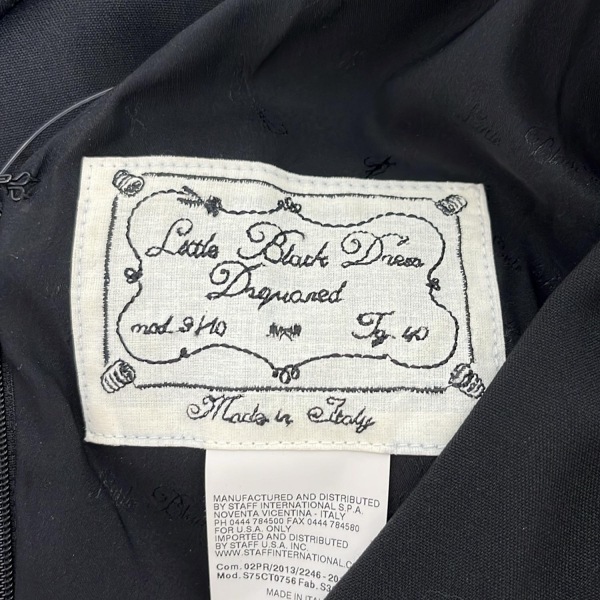 Little Black Dress
Dsquared
mod. 9/10 Tg. 40
Made in Italy
MANUFACTURED AND DISTRIBUTED
BY STAFF INTERNATIONAL S.P.A.
NOVENTA VICENTINA - ITALY
PH 0444 784500 FAX 0444 784580
FOR U.S.A. ONLY
IMPORTED AND DISTRIBUTED
BY STAFF U.S.A. INC.
WWW.STAFFINTERNATIONAL.
Com. 02PR/2013/2246-20
Mod. S75CT0756 Fab. S3
MADE IN ITA